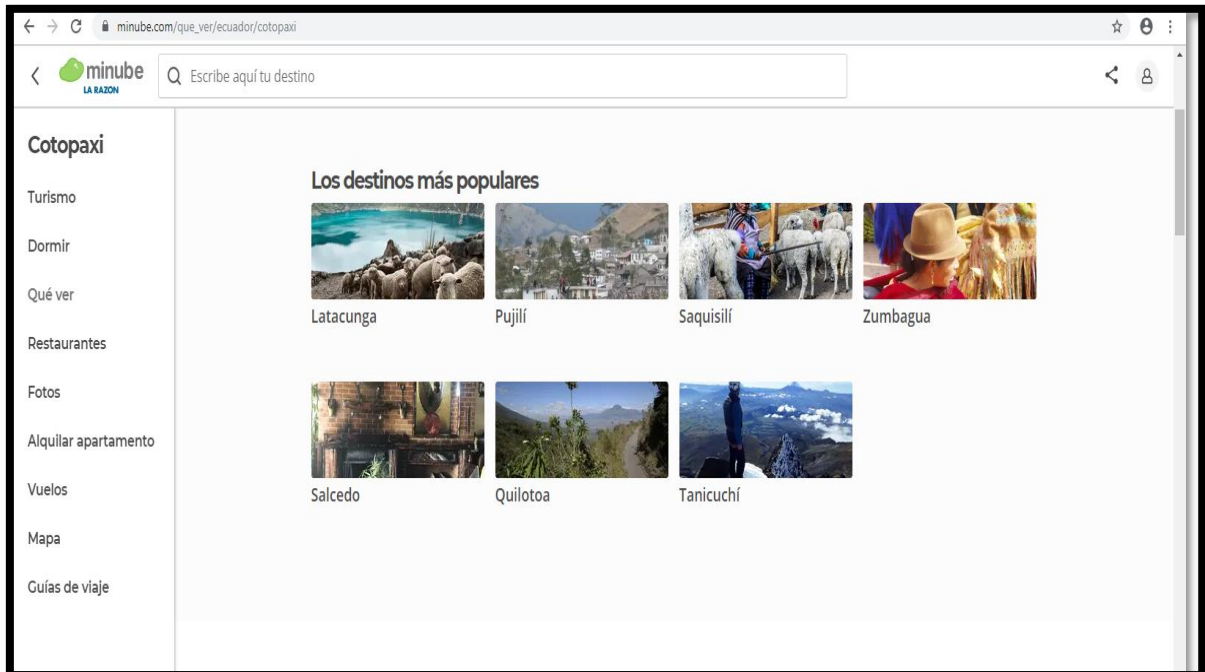 minube.com/que_ver/ecuador/cotopaxi
minube
LA RAZON
Escribe aquí tu destino
Cotopaxi
Turismo
Dormir
Qué ver
Restaurantes
Fotos
Alquilar apartamento
Vuelos
Mapa
Guías de viaje
Los destinos más populares
Latacunga
Pujilí
Saquisilí
Zumbagua
Salcedo
Quilotoa
Tanicuchí